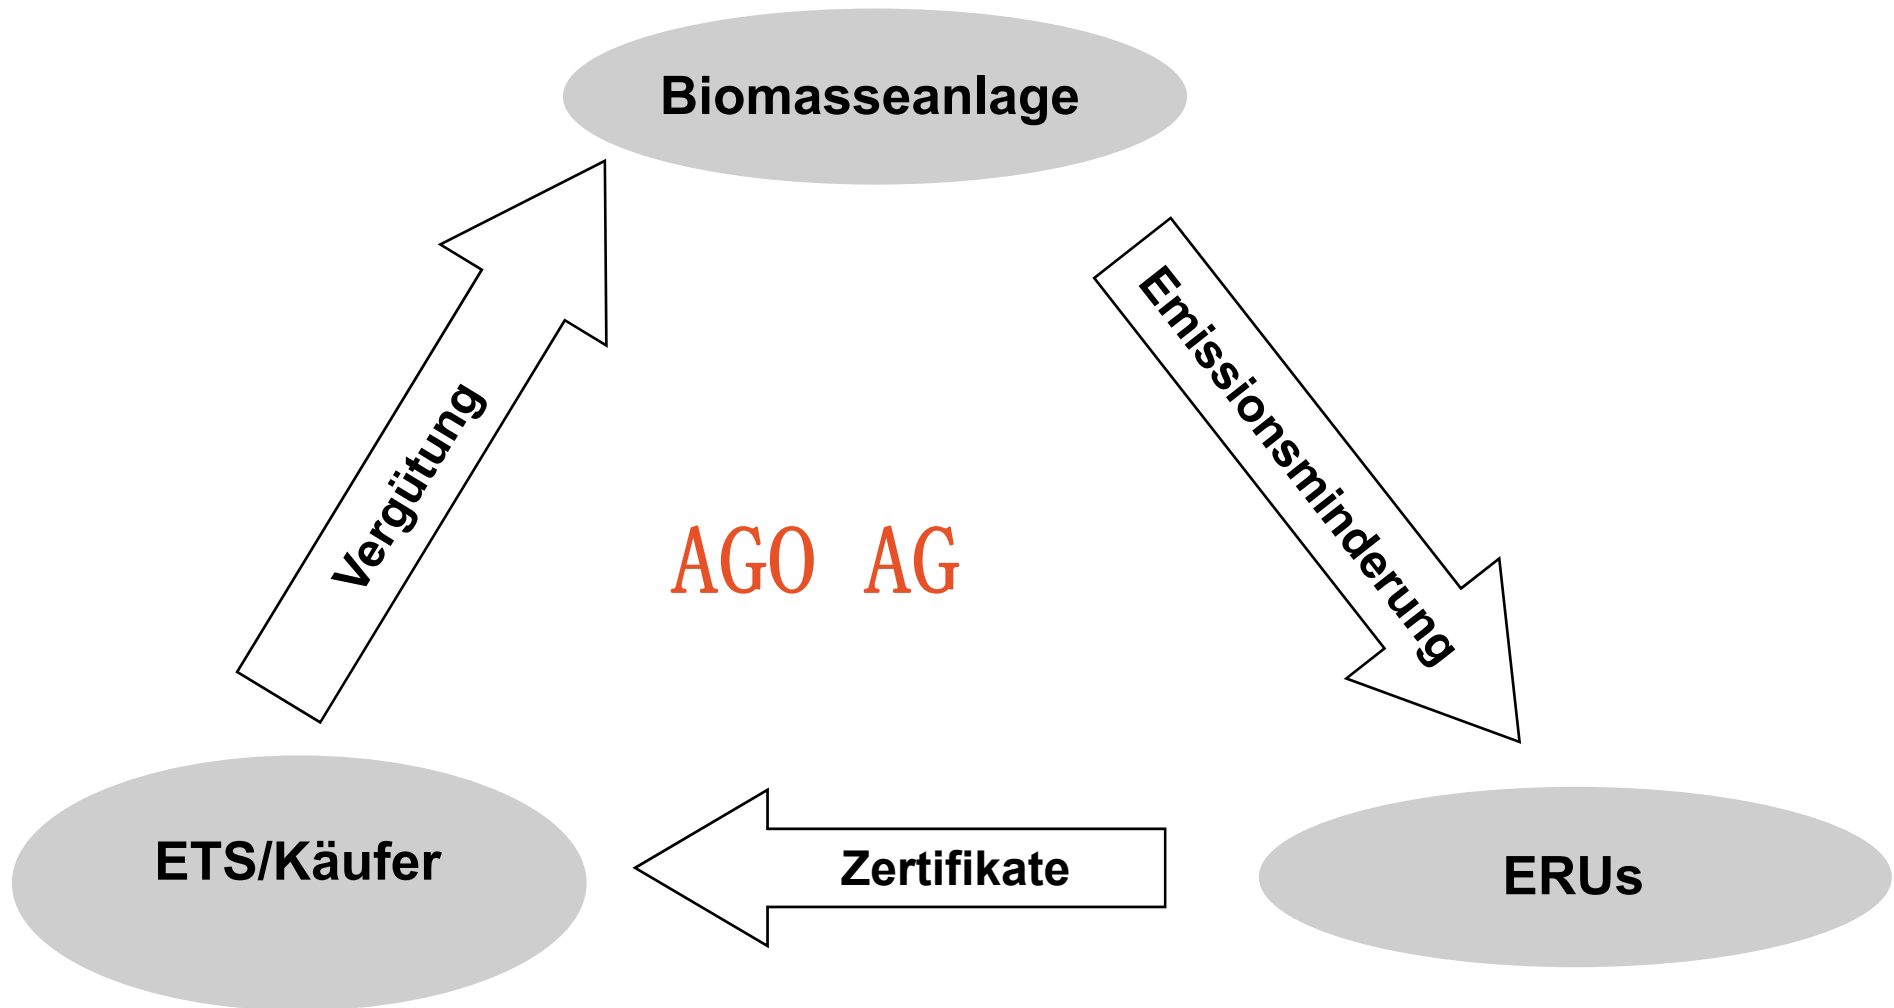 Biomasseanlage
Emissionsminderung
Vergütung
AGO AG
ETS/Käufer
Zertifikate
ERUs